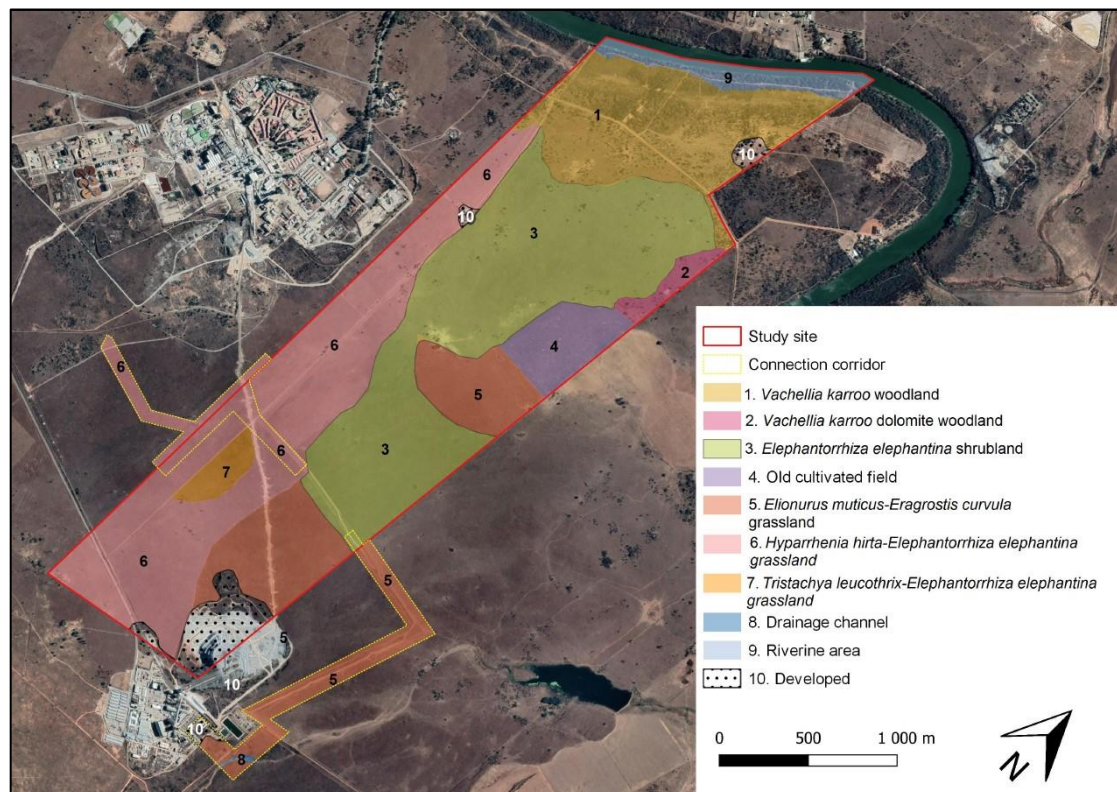 9
1
10
6
10
3
2
6
4
6
5
6
3
7
6
5
5
10
5
10
8
Study site
Connection corridor
1. Vachellia karroo woodland
2. Vachellia karroo dolomite woodland
3. Elephantorrhiza elephantina shrubland
4. Old cultivated field
5. Elionurus muticus-Eragrostis curvula
grassland
6. Hyparrhenia hirta-Elephantorrhiza elephantina
grassland
7. Tristachya leucothrix-Elephantorrhiza elephantina
grassland
8. Drainage channel
9. Riverine area
10. Developed
0 500 1 000 m
N